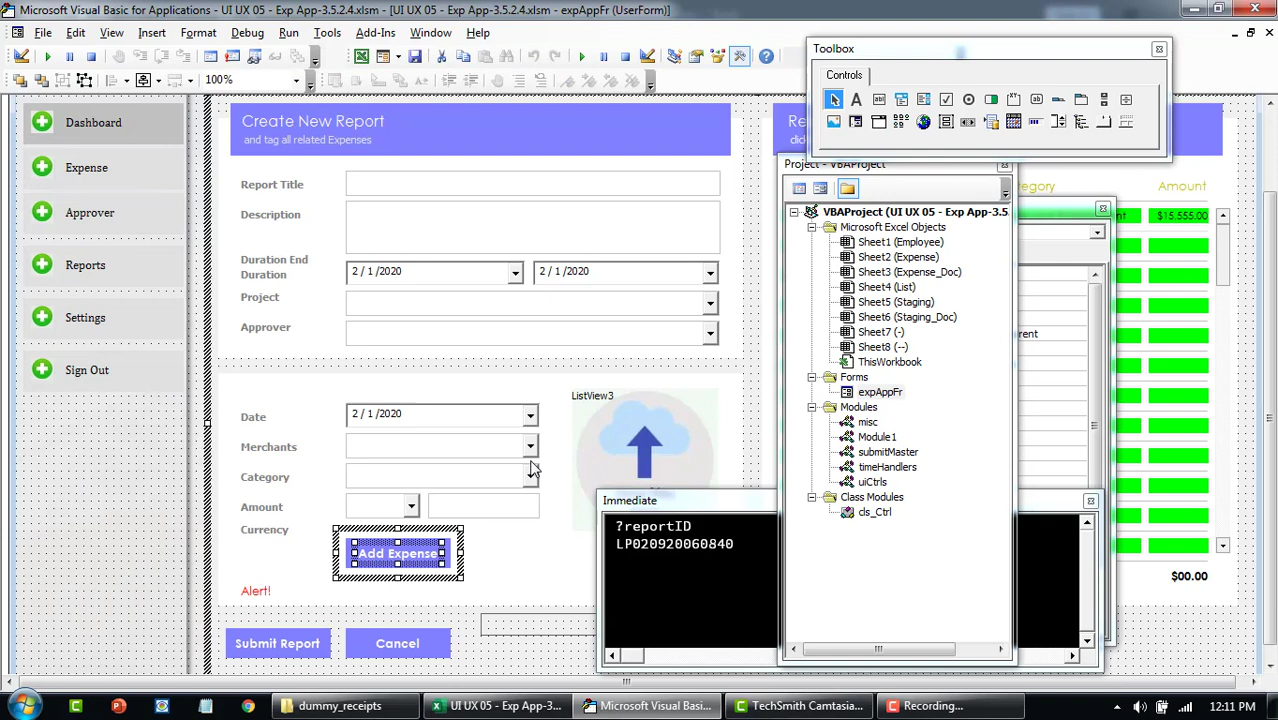 Microsoft Visual Basic for Applications - UI UX 05 - Exp App-3.5.2.4.xlsm - [UI UX 05 - Exp App-3.5.2.4.xlsm - expAppFr (UserForm)]
File Edit View Insert Format Debug Run Tools Add-Ins Window Help
100%
Toolbox
Controls
Dashboard
Expense
Approver
Reports
Settings
Sign Out
Create New Report
and tag all related Expenses
Report Title
Description
Duration End
Duration
2 / 1 /2020
2 / 1 /2020
Project
Approver
Date
2 / 1 /2020
Merchants
Category
Amount
Currency
Add Expense
Alert!
Submit Report
Cancel
ListView3
Re
click
Project - VBAProject
VBAProject (UI UX 05 - Exp App-3.5.
Microsoft Excel Objects
Sheet1 (Employee)
Sheet2 (Expense)
Sheet3 (Expense_Doc)
Sheet4 (List)
Sheet5 (Staging)
Sheet6 (Staging_Doc)
Sheet7 (-)
Sheet8 (--)
ThisWorkbook
Forms
expAppFr
Modules
misc
Module1
submitMaster
timeHandlers
uiCtrls
Class Modules
cls_Ctrl
tegory
Amount
nt
$15,555.00
rent
$00.00
Immediate
?reportID
LP020920060840
dummy_receipts
UI UX 05 - Exp App-3....
Microsoft Visual Basi...
TechSmith Camtasia...
Recording...
12:11 PM